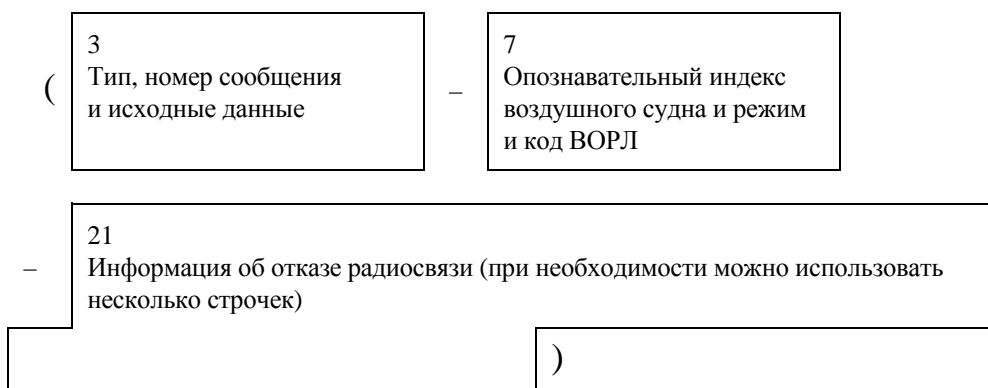 3
7
( Тип, номер сообщения
и исходные данные
– Опознавательный индекс
воздушного судна и режим
и код ВОРЛ
21
– Информация об отказе радиосвязи (при необходимости можно использовать
несколько строчек)
)